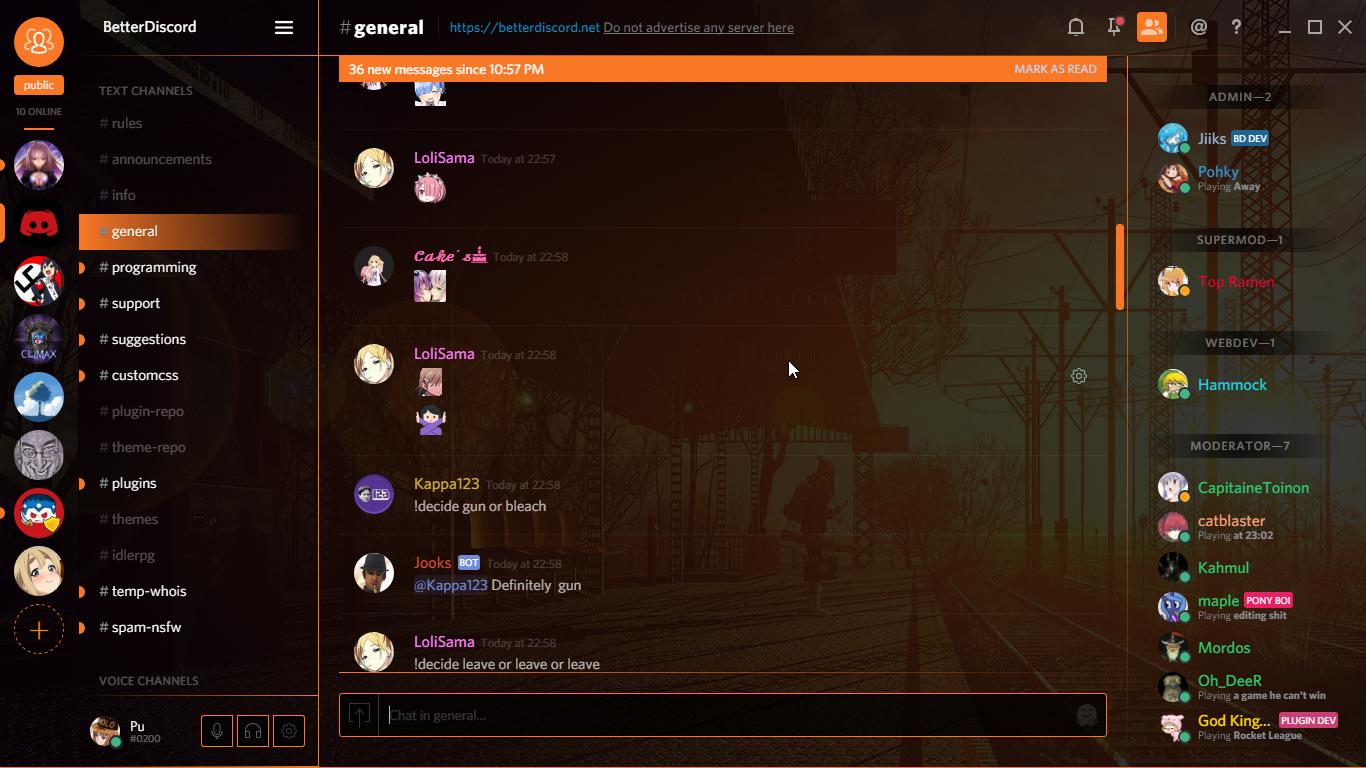 BetterDiscord
#general
https://betterdiscord.net Do not advertise any server here
@
?
public
10 ONLINE
CLIMAX
TEXT CHANNELS
# rules
# announcements
# info
# general
# programming
# support
# suggestions
# customcss
# plugin-repo
# theme-repo
# plugins
# themes
# idlerpg
# temp-whois
# spam-nsfw
VOICE CHANNELS
Pu
#0200
36 new messages since 10:57 PM
MARK AS READ
LoliSama Today at 22:57
Cake´s Today at 22:58
LoliSama Today at 22:58
Kappa123 Today at 22:58
!decide gun or bleach
Jooks BOT Today at 22:58
@Kappa123 Definitely gun
LoliSama Today at 22:58
!decide leave or leave or leave
Chat in general...
ADMIN—2
Jiiks BD DEV
Pohky
Playing Away
SUPERMOD—1
Top Ramen
WEBDEV—1
Hammock
MODERATOR—7
CapitaineToinon
catblaster
Playing at 23:02
Kahmul
maple PONY BOI
Playing editing shit
Mordos
Oh_DeeR
Playing a game he can't win
God King... PLUGIN DEV
Playing Rocket League